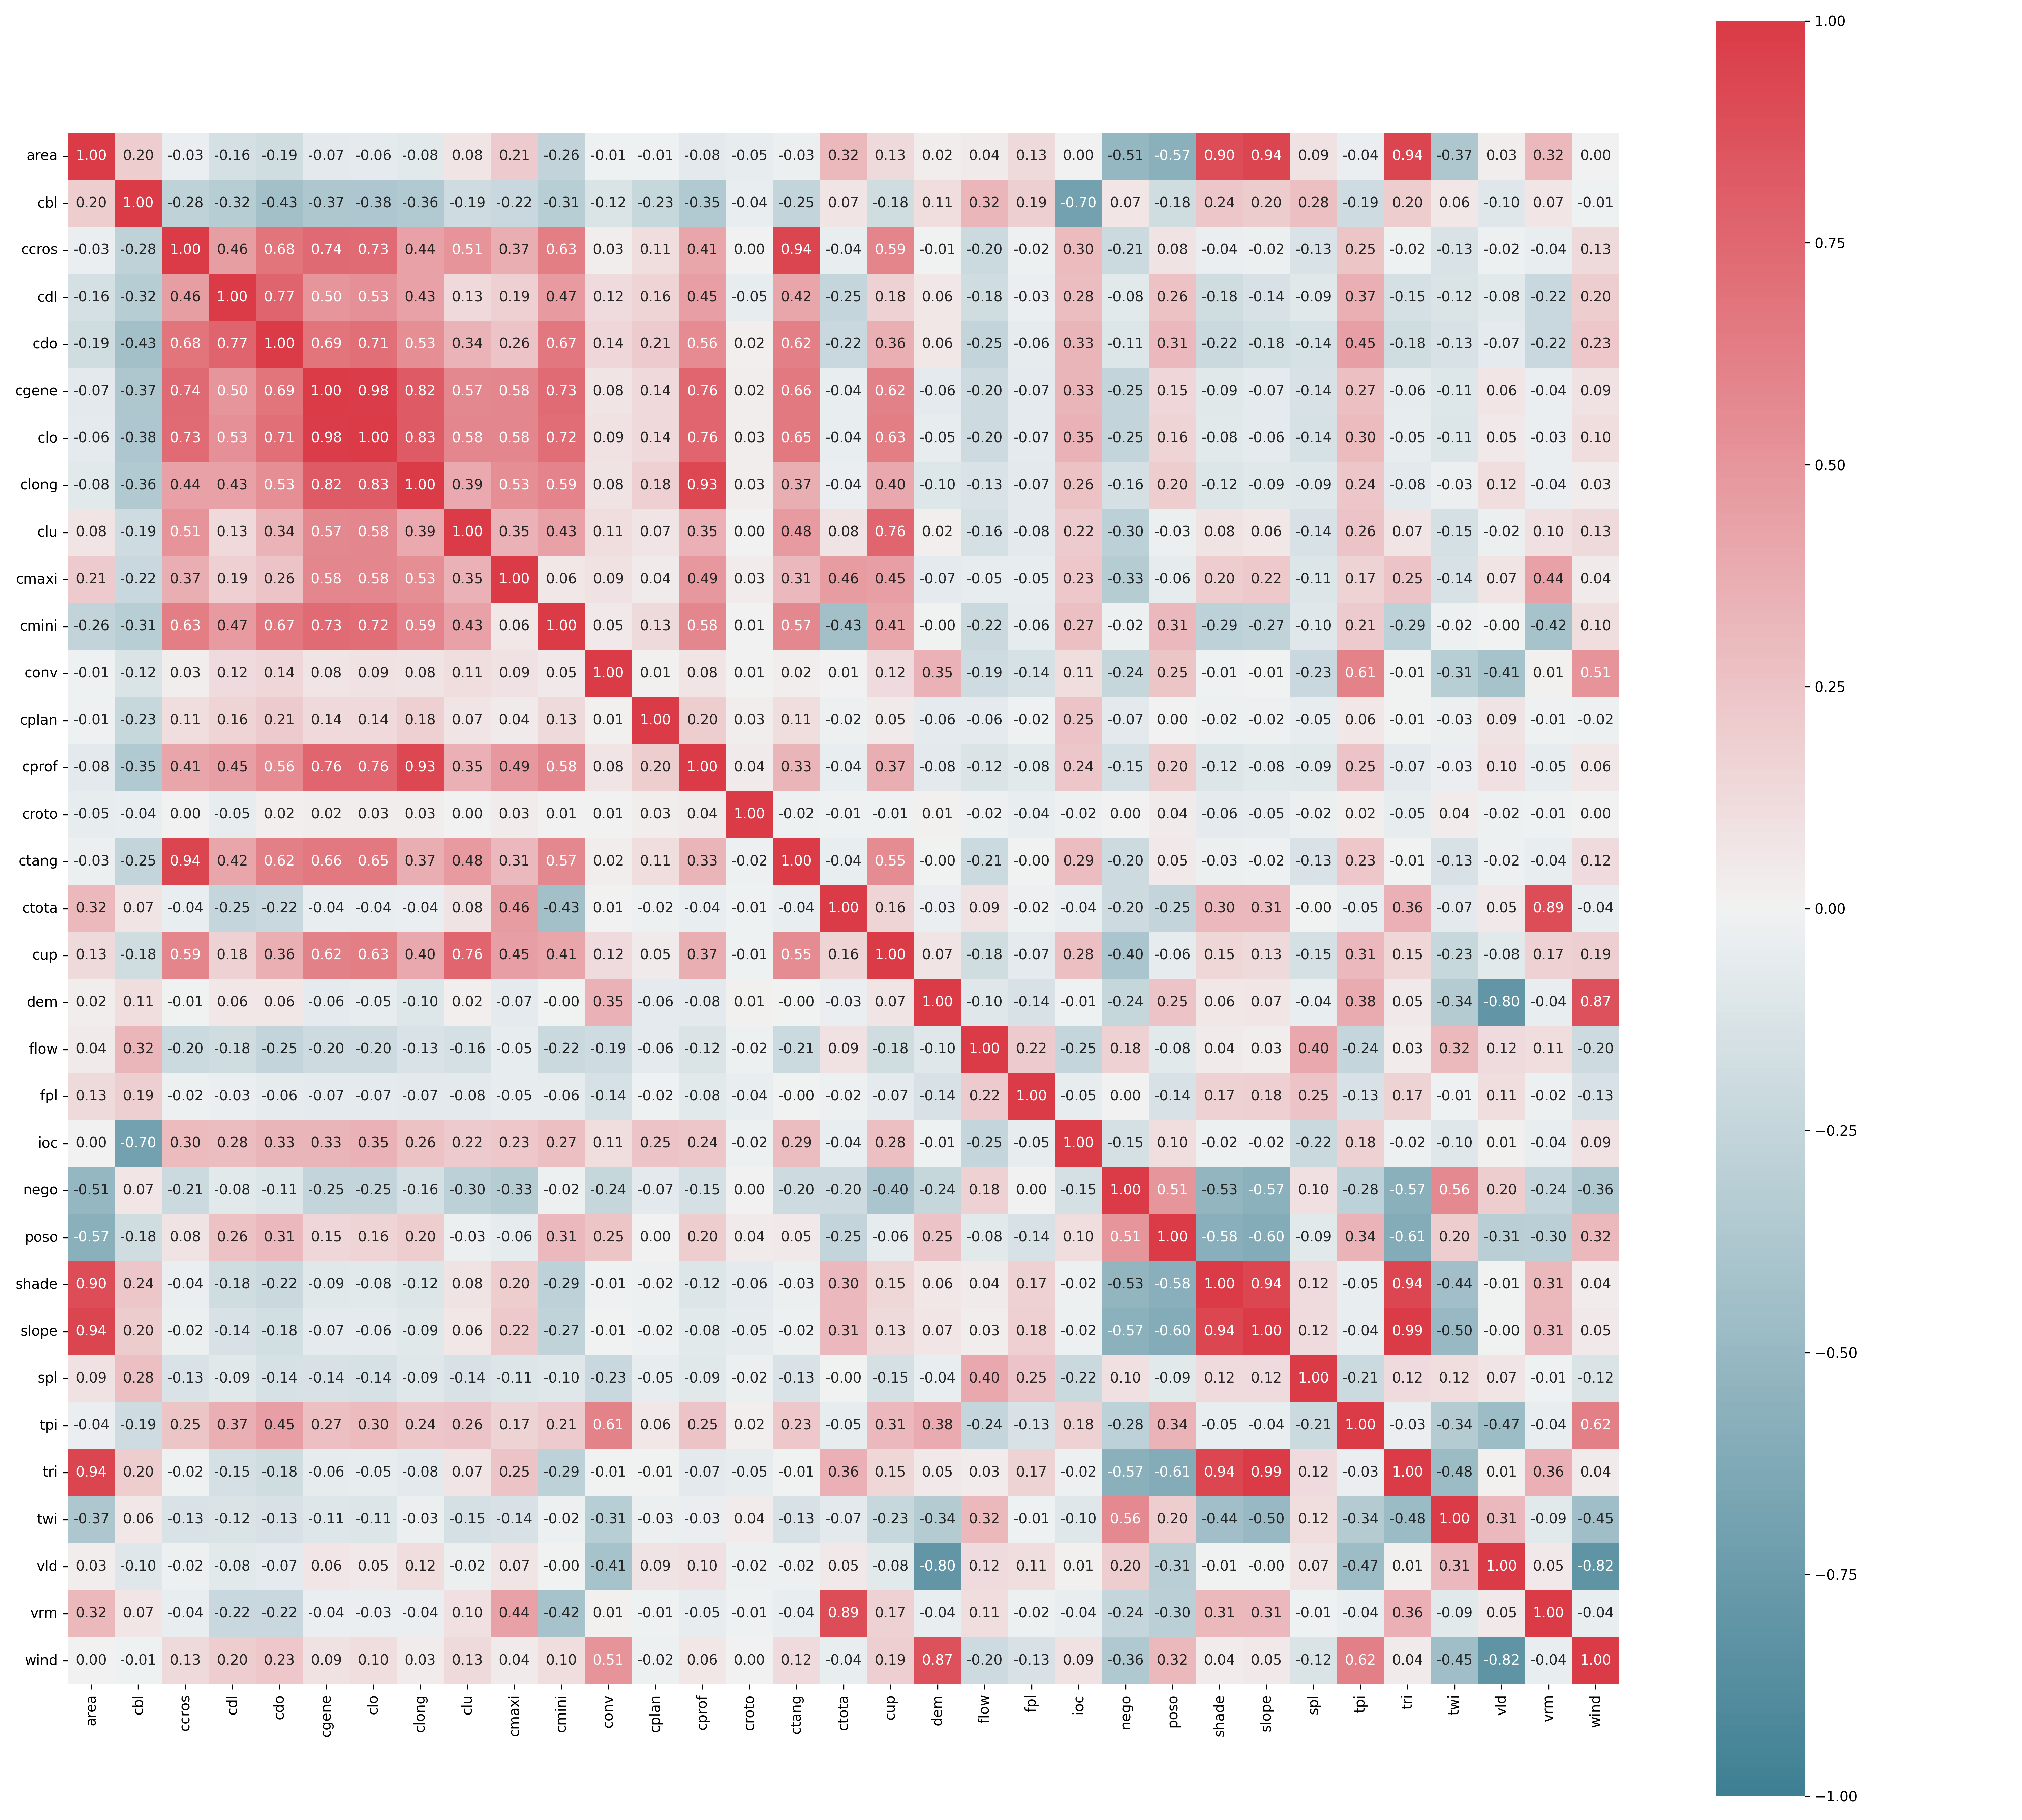 1.00
area 1.00 0.20 -0.03 -0.16 -0.19 -0.07 -0.06 -0.08 0.08 0.21 -0.26 -0.01 -0.01 -0.08 -0.05 -0.03 0.32 0.13 0.02 0.04 0.13 0.00 -0.51 -0.57 0.90 0.94 0.09 -0.04 0.94 -0.37 0.03 0.32 0.00
cbl 0.20 1.00 -0.28 -0.32 -0.43 -0.37 -0.38 -0.36 -0.19 -0.22 -0.31 -0.12 -0.23 -0.35 -0.04 -0.25 0.07 -0.18 0.11 0.32 0.19 -0.70 0.07 -0.18 0.24 0.20 0.28 -0.19 0.20 0.06 -0.10 0.07 -0.01
0.75
ccros -0.03 -0.28 1.00 0.46 0.68 0.74 0.73 0.44 0.51 0.37 0.63 0.03 0.11 0.41 0.00 0.94 -0.04 0.59 -0.01 -0.20 -0.02 0.30 -0.21 0.08 -0.04 -0.02 -0.13 0.25 -0.02 -0.13 -0.02 -0.04 0.13
cdl -0.16 -0.32 0.46 1.00 0.77 0.50 0.53 0.43 0.13 0.19 0.47 0.12 0.16 0.45 -0.05 0.42 -0.25 0.18 0.06 -0.18 -0.03 0.28 -0.08 0.26 -0.18 -0.14 -0.09 0.37 -0.15 -0.12 -0.08 -0.22 0.20
cdo -0.19 -0.43 0.68 0.77 1.00 0.69 0.71 0.53 0.34 0.26 0.67 0.14 0.21 0.56 0.02 0.62 -0.22 0.36 0.06 -0.25 -0.06 0.33 -0.11 0.31 -0.22 -0.18 -0.14 0.45 -0.18 -0.13 -0.07 -0.22 0.23
cgene -0.07 -0.37 0.74 0.50 0.69 1.00 0.98 0.82 0.57 0.58 0.73 0.08 0.14 0.76 0.02 0.66 -0.04 0.62 -0.06 -0.20 -0.07 0.33 -0.25 0.15 -0.09 -0.07 -0.14 0.27 -0.06 -0.11 0.06 -0.04 0.09
clo -0.06 -0.38 0.73 0.53 0.71 0.98 1.00 0.83 0.58 0.58 0.72 0.09 0.14 0.76 0.03 0.65 -0.04 0.63 -0.05 -0.20 -0.07 0.35 -0.25 0.16 -0.08 -0.06 -0.14 0.30 -0.05 -0.11 0.05 -0.03 0.10
0.50
clong -0.08 -0.36 0.44 0.43 0.53 0.82 0.83 1.00 0.39 0.53 0.59 0.08 0.18 0.93 0.03 0.37 -0.04 0.40 -0.10 -0.13 -0.07 0.26 -0.16 0.20 -0.12 -0.09 -0.09 0.24 -0.08 -0.03 0.12 -0.04 0.03
clu 0.08 -0.19 0.51 0.13 0.34 0.57 0.58 0.39 1.00 0.35 0.43 0.11 0.07 0.35 0.00 0.48 0.08 0.76 0.02 -0.16 -0.08 0.22 -0.30 -0.03 0.08 0.06 -0.14 0.26 0.07 -0.15 -0.02 0.10 0.13
cmaxi 0.21 -0.22 0.37 0.19 0.26 0.58 0.58 0.53 0.35 1.00 0.06 0.09 0.04 0.49 0.03 0.31 0.46 0.45 -0.07 -0.05 -0.05 0.23 -0.33 -0.06 0.20 0.22 -0.11 0.17 0.25 -0.14 0.07 0.44 0.04
cmini -0.26 -0.31 0.63 0.47 0.67 0.73 0.72 0.59 0.43 0.06 1.00 0.05 0.13 0.58 0.01 0.57 -0.43 0.41 -0.00 -0.22 -0.06 0.27 -0.02 0.31 -0.29 -0.27 -0.10 0.21 -0.29 -0.02 -0.00 -0.42 0.10
conv -0.01 -0.12 0.03 0.12 0.14 0.08 0.09 0.08 0.11 0.09 0.05 1.00 0.01 0.08 0.01 0.02 0.01 0.12 0.35 -0.19 -0.14 0.11 -0.24 0.25 -0.01 -0.01 -0.23 0.61 -0.01 -0.31 -0.41 0.01 0.51
0.25
cplan -0.01 -0.23 0.11 0.16 0.21 0.14 0.14 0.18 0.07 0.04 0.13 0.01 1.00 0.20 0.03 0.11 -0.02 0.05 -0.06 -0.06 -0.02 0.25 -0.07 0.00 -0.02 -0.02 -0.05 0.06 -0.01 -0.03 0.09 -0.01 -0.02
cprof -0.08 -0.35 0.41 0.45 0.56 0.76 0.76 0.93 0.35 0.49 0.58 0.08 0.20 1.00 0.04 0.33 -0.04 0.37 -0.08 -0.12 -0.08 0.24 -0.15 0.20 -0.12 -0.08 -0.09 0.25 -0.07 -0.03 0.10 -0.05 0.06
croto -0.05 -0.04 0.00 -0.05 0.02 0.02 0.03 0.03 0.00 0.03 0.01 0.01 0.03 0.04 1.00 -0.02 -0.01 -0.01 0.01 -0.02 -0.04 -0.02 0.00 0.04 -0.06 -0.05 -0.02 0.02 -0.05 0.04 -0.02 -0.01 0.00
ctang -0.03 -0.25 0.94 0.42 0.62 0.66 0.65 0.37 0.48 0.31 0.57 0.02 0.11 0.33 -0.02 1.00 -0.04 0.55 -0.00 -0.21 -0.00 0.29 -0.20 0.05 -0.03 -0.02 -0.13 0.23 -0.01 -0.13 -0.02 -0.04 0.12
ctota 0.32 0.07 -0.04 -0.25 -0.22 -0.04 -0.04 -0.04 0.08 0.46 -0.43 0.01 -0.02 -0.04 -0.01 -0.04 1.00 0.16 -0.03 0.09 -0.02 -0.04 -0.20 -0.25 0.30 0.31 -0.00 -0.05 0.36 -0.07 0.05 0.89 -0.04
0.00
cup 0.13 -0.18 0.59 0.18 0.36 0.62 0.63 0.40 0.76 0.45 0.41 0.12 0.05 0.37 -0.01 0.55 0.16 1.00 0.07 -0.18 -0.07 0.28 -0.40 -0.06 0.15 0.13 -0.15 0.31 0.15 -0.23 -0.08 0.17 0.19
dem 0.02 0.11 -0.01 0.06 0.06 -0.06 -0.05 -0.10 0.02 -0.07 -0.00 0.35 -0.06 -0.08 0.01 -0.00 -0.03 0.07 1.00 -0.10 -0.14 -0.01 -0.24 0.25 0.06 0.07 -0.04 0.38 0.05 -0.34 -0.80 -0.04 0.87
flow 0.04 0.32 -0.20 -0.18 -0.25 -0.20 -0.20 -0.13 -0.16 -0.05 -0.22 -0.19 -0.06 -0.12 -0.02 -0.21 0.09 -0.18 -0.10 1.00 0.22 -0.25 0.18 -0.08 0.04 0.03 0.40 -0.24 0.03 0.32 0.12 0.11 -0.20
fpl 0.13 0.19 -0.02 -0.03 -0.06 -0.07 -0.07 -0.07 -0.08 -0.05 -0.06 -0.14 -0.02 -0.08 -0.04 -0.00 -0.02 -0.07 -0.14 0.22 1.00 -0.05 0.00 -0.14 0.17 0.18 0.25 -0.13 0.17 -0.01 0.11 -0.02 -0.13
−0.25
ioc 0.00 -0.70 0.30 0.28 0.33 0.33 0.35 0.26 0.22 0.23 0.27 0.11 0.25 0.24 -0.02 0.29 -0.04 0.28 -0.01 -0.25 -0.05 1.00 -0.15 0.10 -0.02 -0.02 -0.22 0.18 -0.02 -0.10 0.01 -0.04 0.09
nego -0.51 0.07 -0.21 -0.08 -0.11 -0.25 -0.25 -0.16 -0.30 -0.33 -0.02 -0.24 -0.07 -0.15 0.00 -0.20 -0.20 -0.40 -0.24 0.18 0.00 -0.15 1.00 0.51 -0.53 -0.57 0.10 -0.28 -0.57 0.56 0.20 -0.24 -0.36
poso -0.57 -0.18 0.08 0.26 0.31 0.15 0.16 0.20 -0.03 -0.06 0.31 0.25 0.00 0.20 0.04 0.05 -0.25 -0.06 0.25 -0.08 -0.14 0.10 0.51 1.00 -0.58 -0.60 -0.09 0.34 -0.61 0.20 -0.31 -0.30 0.32
shade 0.90 0.24 -0.04 -0.18 -0.22 -0.09 -0.08 -0.12 0.08 0.20 -0.29 -0.01 -0.02 -0.12 -0.06 -0.03 0.30 0.15 0.06 0.04 0.17 -0.02 -0.53 -0.58 1.00 0.94 0.12 -0.05 0.94 -0.44 -0.01 0.31 0.04
slope 0.94 0.20 -0.02 -0.14 -0.18 -0.07 -0.06 -0.09 0.06 0.22 -0.27 -0.01 -0.02 -0.08 -0.05 -0.02 0.31 0.13 0.07 0.03 0.18 -0.02 -0.57 -0.60 0.94 1.00 0.12 -0.04 0.99 -0.50 -0.00 0.31 0.05
−0.50
spl 0.09 0.28 -0.13 -0.09 -0.14 -0.14 -0.14 -0.09 -0.14 -0.11 -0.10 -0.23 -0.05 -0.09 -0.02 -0.13 -0.00 -0.15 -0.04 0.40 0.25 -0.22 0.10 -0.09 0.12 0.12 1.00 -0.21 0.12 0.12 0.07 -0.01 -0.12
tpi -0.04 -0.19 0.25 0.37 0.45 0.27 0.30 0.24 0.26 0.17 0.21 0.61 0.06 0.25 0.02 0.23 -0.05 0.31 0.38 -0.24 -0.13 0.18 -0.28 0.34 -0.05 -0.04 -0.21 1.00 -0.03 -0.34 -0.47 -0.04 0.62
tri 0.94 0.20 -0.02 -0.15 -0.18 -0.06 -0.05 -0.08 0.07 0.25 -0.29 -0.01 -0.01 -0.07 -0.05 -0.01 0.36 0.15 0.05 0.03 0.17 -0.02 -0.57 -0.61 0.94 0.99 0.12 -0.03 1.00 -0.48 0.01 0.36 0.04
twi -0.37 0.06 -0.13 -0.12 -0.13 -0.11 -0.11 -0.03 -0.15 -0.14 -0.02 -0.31 -0.03 -0.03 0.04 -0.13 -0.07 -0.23 -0.34 0.32 -0.01 -0.10 0.56 0.20 -0.44 -0.50 0.12 -0.34 -0.48 1.00 0.31 -0.09 -0.45
vld 0.03 -0.10 -0.02 -0.08 -0.07 0.06 0.05 0.12 -0.02 0.07 -0.00 -0.41 0.09 0.10 -0.02 -0.02 0.05 -0.08 -0.80 0.12 0.11 0.01 0.20 -0.31 -0.01 -0.00 0.07 -0.47 0.01 0.31 1.00 0.05 -0.82
−0.75
vrm 0.32 0.07 -0.04 -0.22 -0.22 -0.04 -0.03 -0.04 0.10 0.44 -0.42 0.01 -0.01 -0.05 -0.01 -0.04 0.89 0.17 -0.04 0.11 -0.02 -0.04 -0.24 -0.30 0.31 0.31 -0.01 -0.04 0.36 -0.09 0.05 1.00 -0.04
wind 0.00 -0.01 0.13 0.20 0.23 0.09 0.10 0.03 0.13 0.04 0.10 0.51 -0.02 0.06 0.00 0.12 -0.04 0.19 0.87 -0.20 -0.13 0.09 -0.36 0.32 0.04 0.05 -0.12 0.62 0.04 -0.45 -0.82 -0.04 1.00
area cbl ccros cdl cdo cgene clo clong clu cmaxi cmini conv cplan cprof croto ctang ctota cup dem flow fpl ioc nego poso shade slope spl tpi tri twi vld vrm wind
−1.00